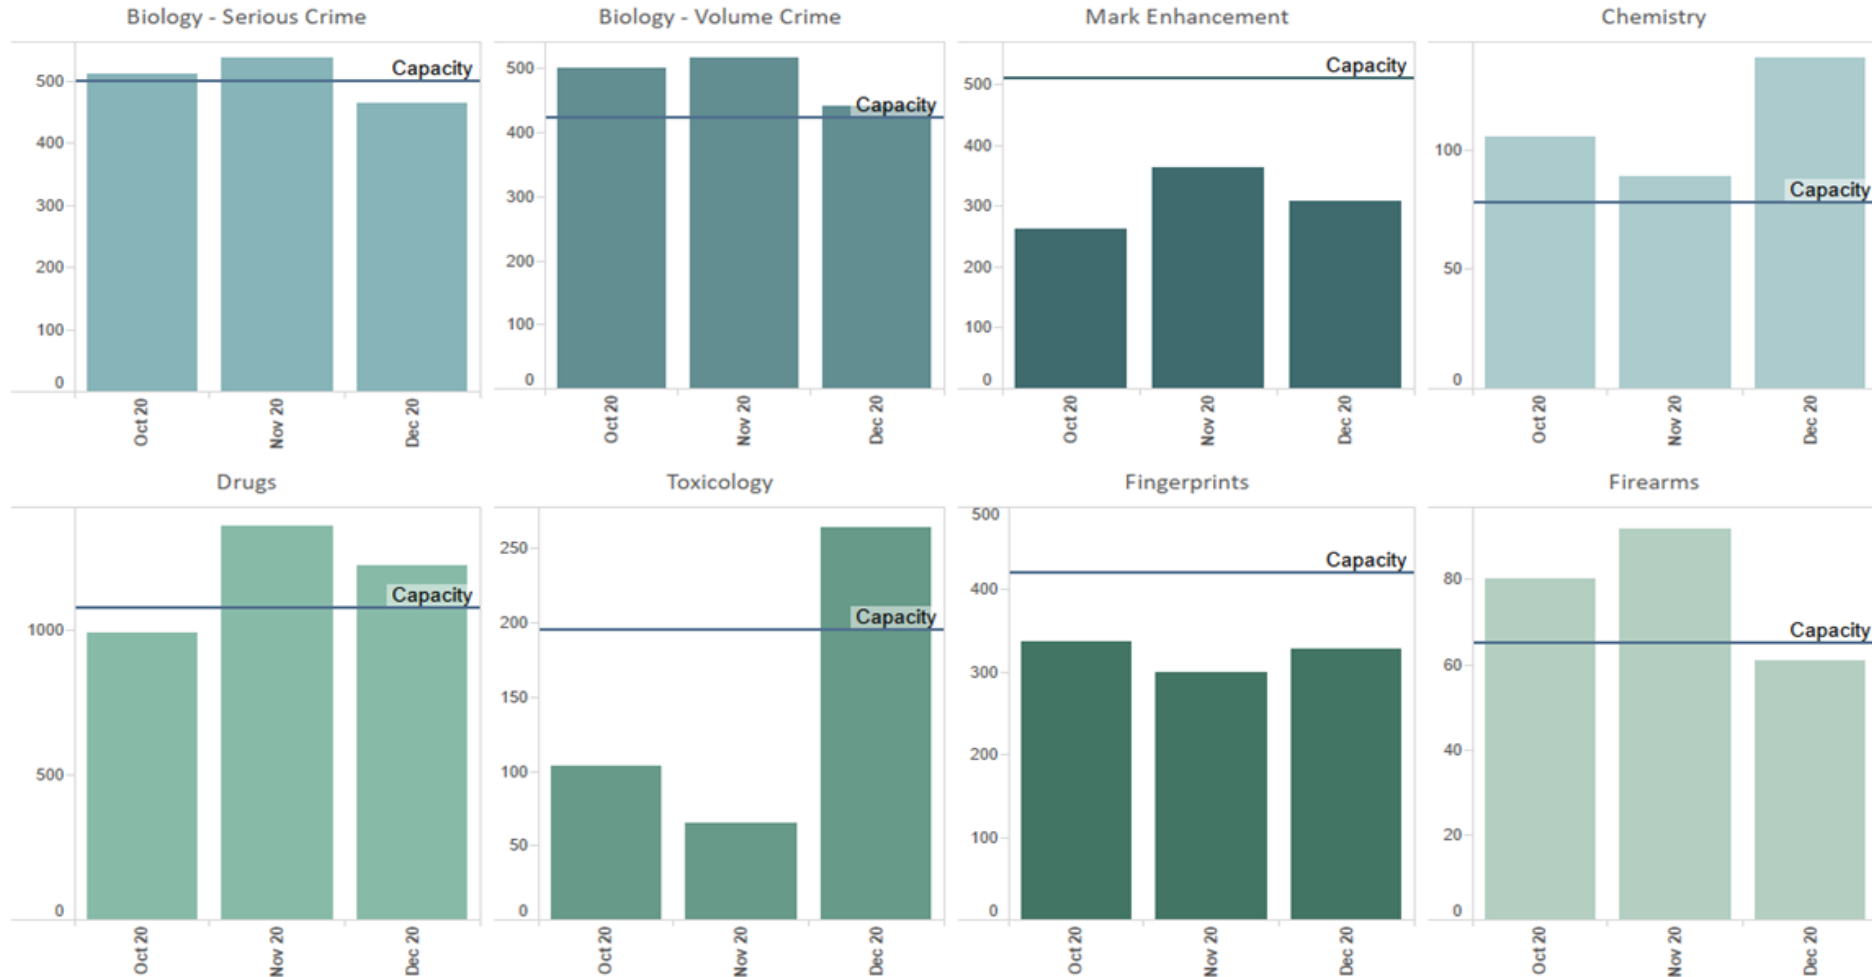 Biology - Serious Crime
Capacity
500
400
300
200
100
0
Oct 20
Nov 20
Dec 20
Biology - Volume Crime
Capacity
500
400
300
200
100
0
Oct 20
Nov 20
Dec 20
Mark Enhancement
Capacity
500
400
300
200
100
0
Oct 20
Nov 20
Dec 20
Chemistry
Capacity
100
50
0
Oct 20
Nov 20
Dec 20
Drugs
Capacity
1000
500
0
Oct 20
Nov 20
Dec 20
Toxicology
Capacity
250
200
150
100
50
0
Oct 20
Nov 20
Dec 20
Fingerprints
Capacity
500
400
300
200
100
0
Oct 20
Nov 20
Dec 20
Firearms
Capacity
80
60
40
20
0
Oct 20
Nov 20
Dec 20